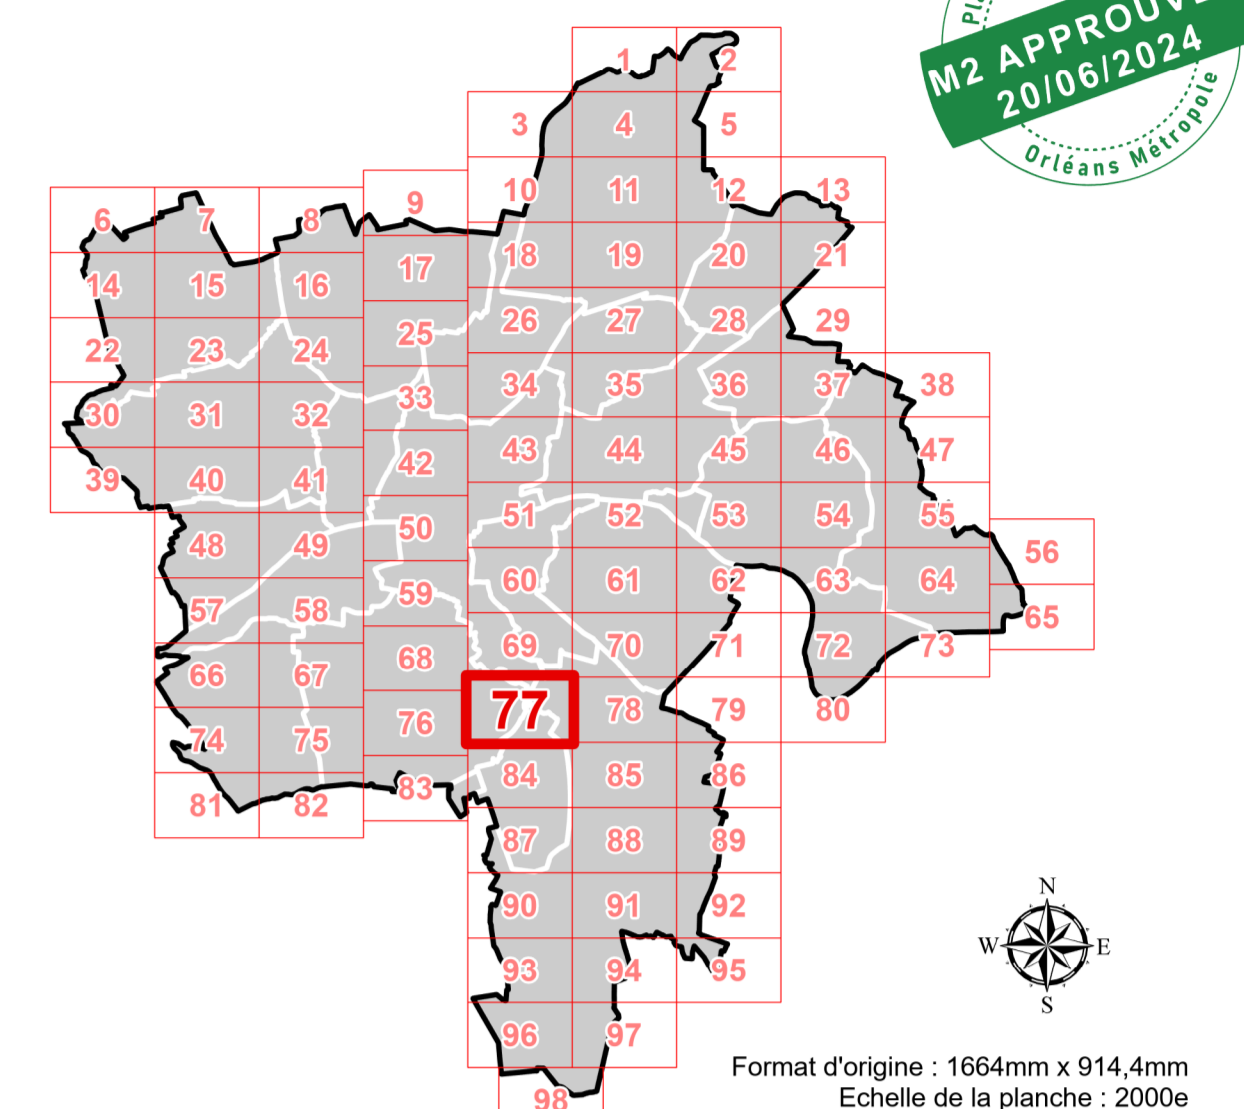 M2 APPROUVÉ
20/06/2024
Orléans Métropole
1 2
3 4 5
6 7 8 9 10 11 12 13
14 15 16 17 18 19 20 21
22 23 24 25 26 27 28 29
30 31 32 33 34 35 36 37 38
39 40 41 42 43 44 45 46 47
48 49 50 51 52 53 54 55 56
57 58 59 60 61 62 63 64 65
66 67 68 69 70 71 72 73
74 75 76 77 78 79 80
81 82 83 84 85 86
87 88 89
90 91 92
93 94 95
96 97
98
N
W E
S
Format d'origine : 1664mm x 914,4mm
Echelle de la planche : 2000e